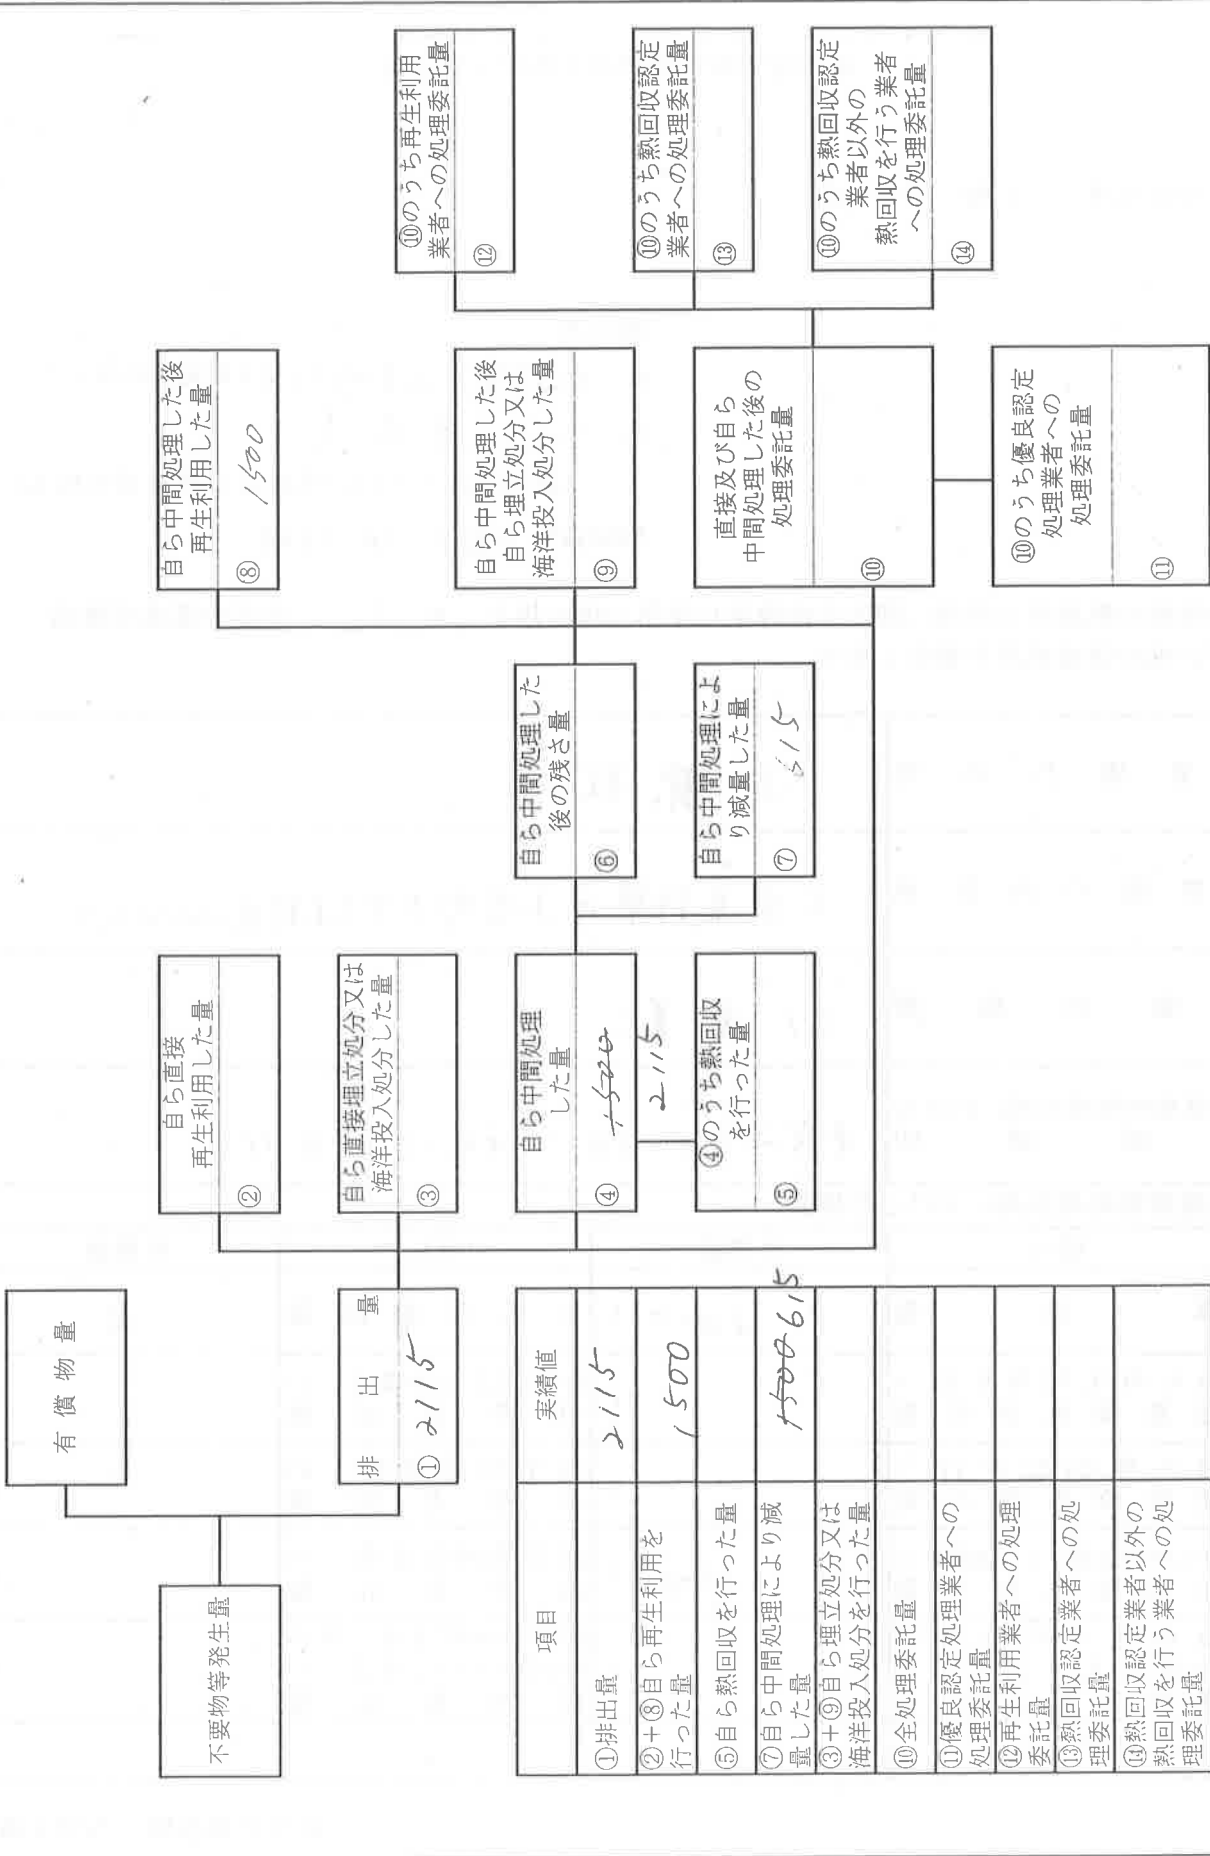 不要物等発生量
有償物量
排出量
① 2115
自ら直接
再生利用した量
②
自ら直接埋立処分又は
海洋投入処分した量
③
自ら中間処理
した量
④ 1500
2115
④のうち熱回収
を行った量
⑤
自ら中間処理した
後の残さ量
⑥
自ら中間処理によ
り減量した量
⑦ 615
自ら中間処理した後
再生利用した量
⑧ 1500
自ら中間処理した後
自ら埋立処分又は
海洋投入処分した量
⑨
直接及び自ら
中間処理した後の
処理委託量
⑩
⑩のうち優良認定
処理業者への
処理委託量
⑪
⑩のうち再生利用
業者への処理委託量
⑫
⑩のうち熱回収認定
業者への処理委託量
⑬
⑩のうち熱回収認定
業者以外の
熱回収を行う業者
への処理委託量
⑭
項目 実績値
①排出量 2115
②+⑧自ら再生利用を
行った量 1500
⑤自ら熱回収を行った量
⑦自ら中間処理により減
量した量 1500 615
③+⑨自ら埋立処分又は
海洋投入処分を行った量
⑩全処理委託量
⑪優良認定処理業者への
処理委託量
⑫再生利用業者への処理
委託量
⑬熱回収認定業者への処
理委託量
⑭熱回収認定業者以外の
熱回収を行う業者への処
理委託量